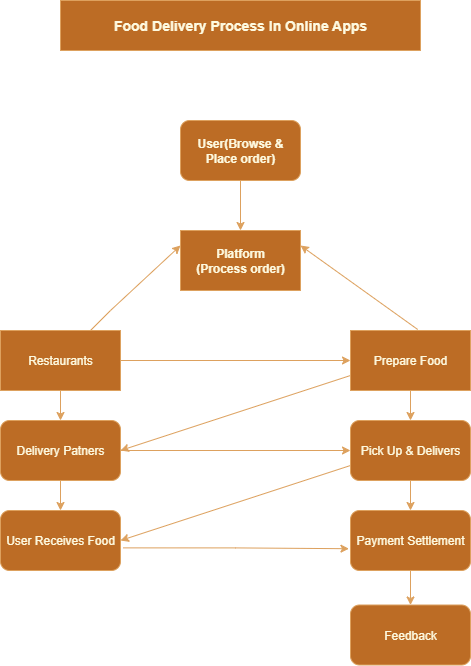 Food Delivery Process In Online Apps
User(Browse &
Place order)
Platform
(Process order)
Restaurants
Prepare Food
Delivery Patners
Pick Up & Delivers
User Receives Food
Payment Settlement
Feedback